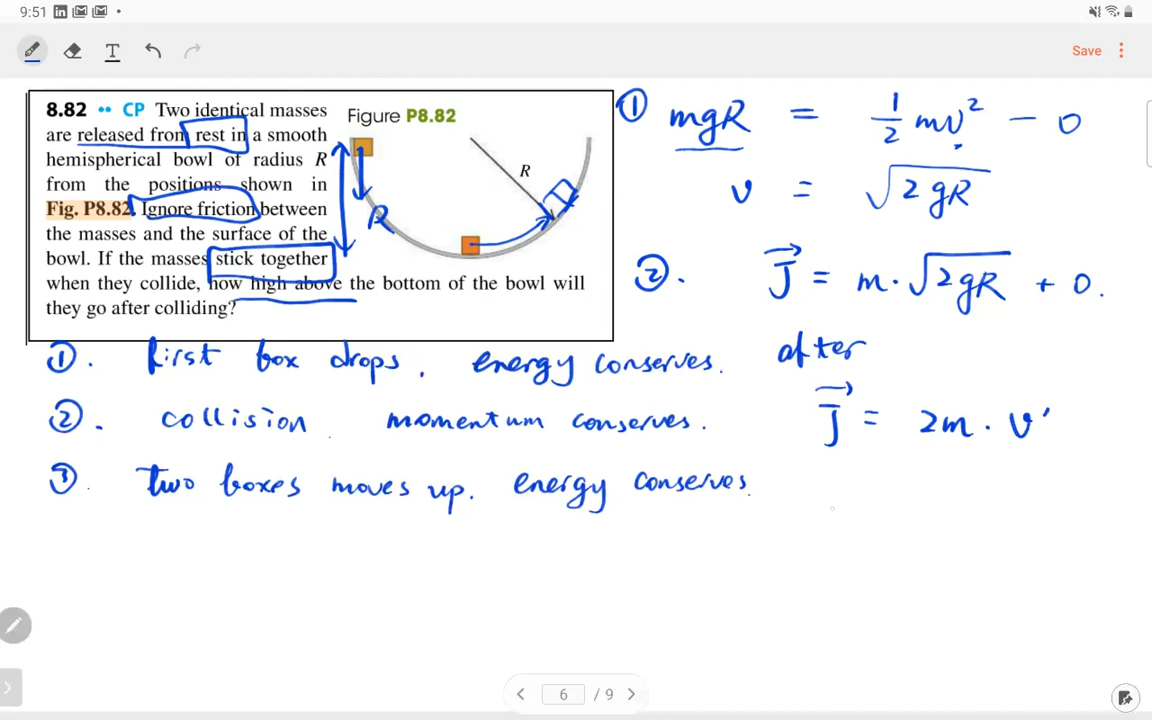 9:51
Save
8.82 •• CP Two identical masses
are released from rest in a smooth
hemispherical bowl of radius R
from the positions shown in
Fig. P8.82. Ignore friction between
the masses and the surface of the
bowl. If the masses stick together
when they collide, how high above the bottom of the bowl will
they go after colliding?
Figure P8.82
R
R
① mgR = 1/2 mv² − 0
v = √2gR
②. J⃗ = m·√2gR + 0.
after
J⃗ = 2m · v'
①. First box drops, energy conserves.
②. collision momentum conserves.
③. Two boxes moves up. energy conserves.
6 / 9